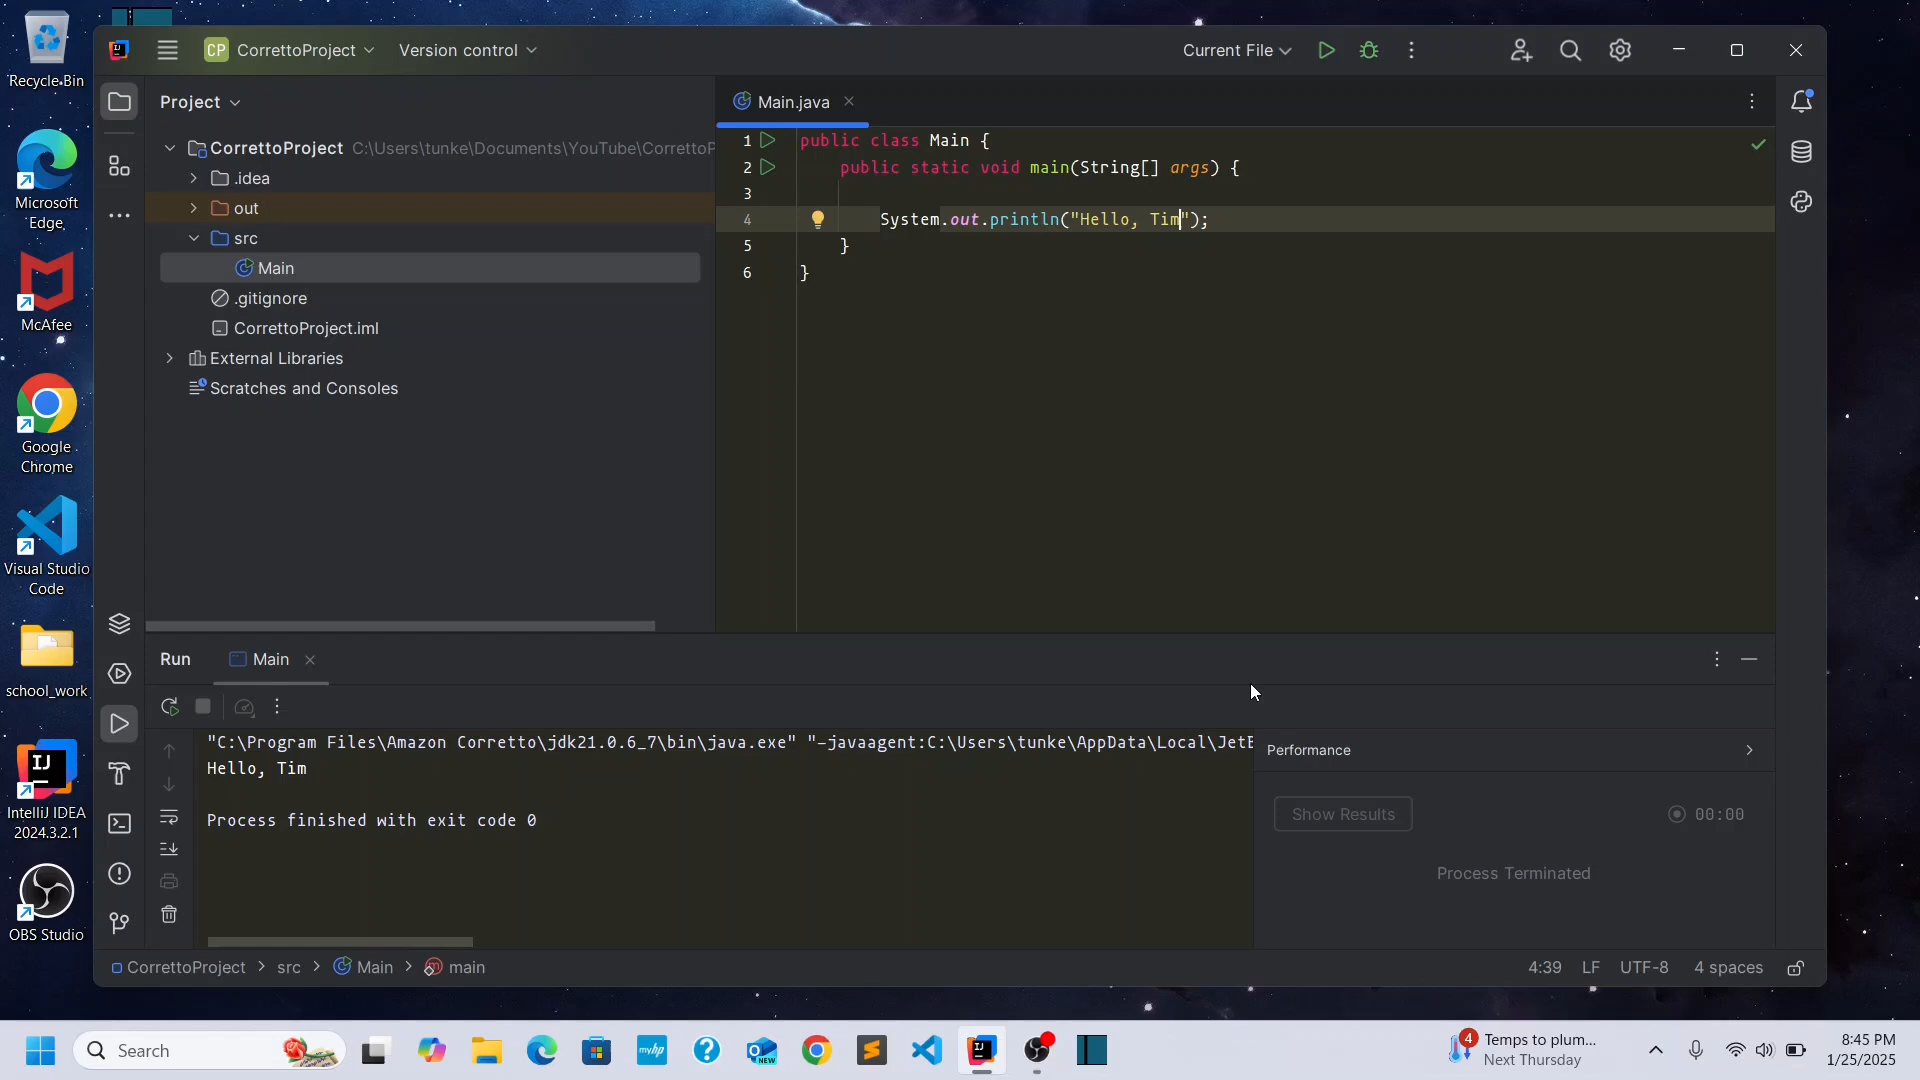 Recycle Bin
Microsoft
Edge
McAfee
Google
Chrome
Visual Studio
Code
school_work
IntelliJ IDEA
2024.3.2.1
OBS Studio
CP CorrettoProject
Version control
Current File
Project
CorrettoProject C:\Users\tunke\Documents\YouTube\CorrettoP
.idea
out
src
Main
.gitignore
CorrettoProject.iml
External Libraries
Scratches and Consoles
Main.java
1 public class Main {
2 public static void main(String[] args) {
3
4 System.out.println("Hello, Tim");
5 }
6 }
Run
Main
"C:\Program Files\Amazon Corretto\jdk21.0.6_7\bin\java.exe" "-javaagent:C:\Users\tunke\AppData\Local\JetB
Hello, Tim
Process finished with exit code 0
Performance
Show Results
00:00
Process Terminated
CorrettoProject > src > Main > main
4:39 LF UTF-8 4 spaces
Search
myhp
NEW
4
Temps to plum...
Next Thursday
8:45 PM
1/25/2025